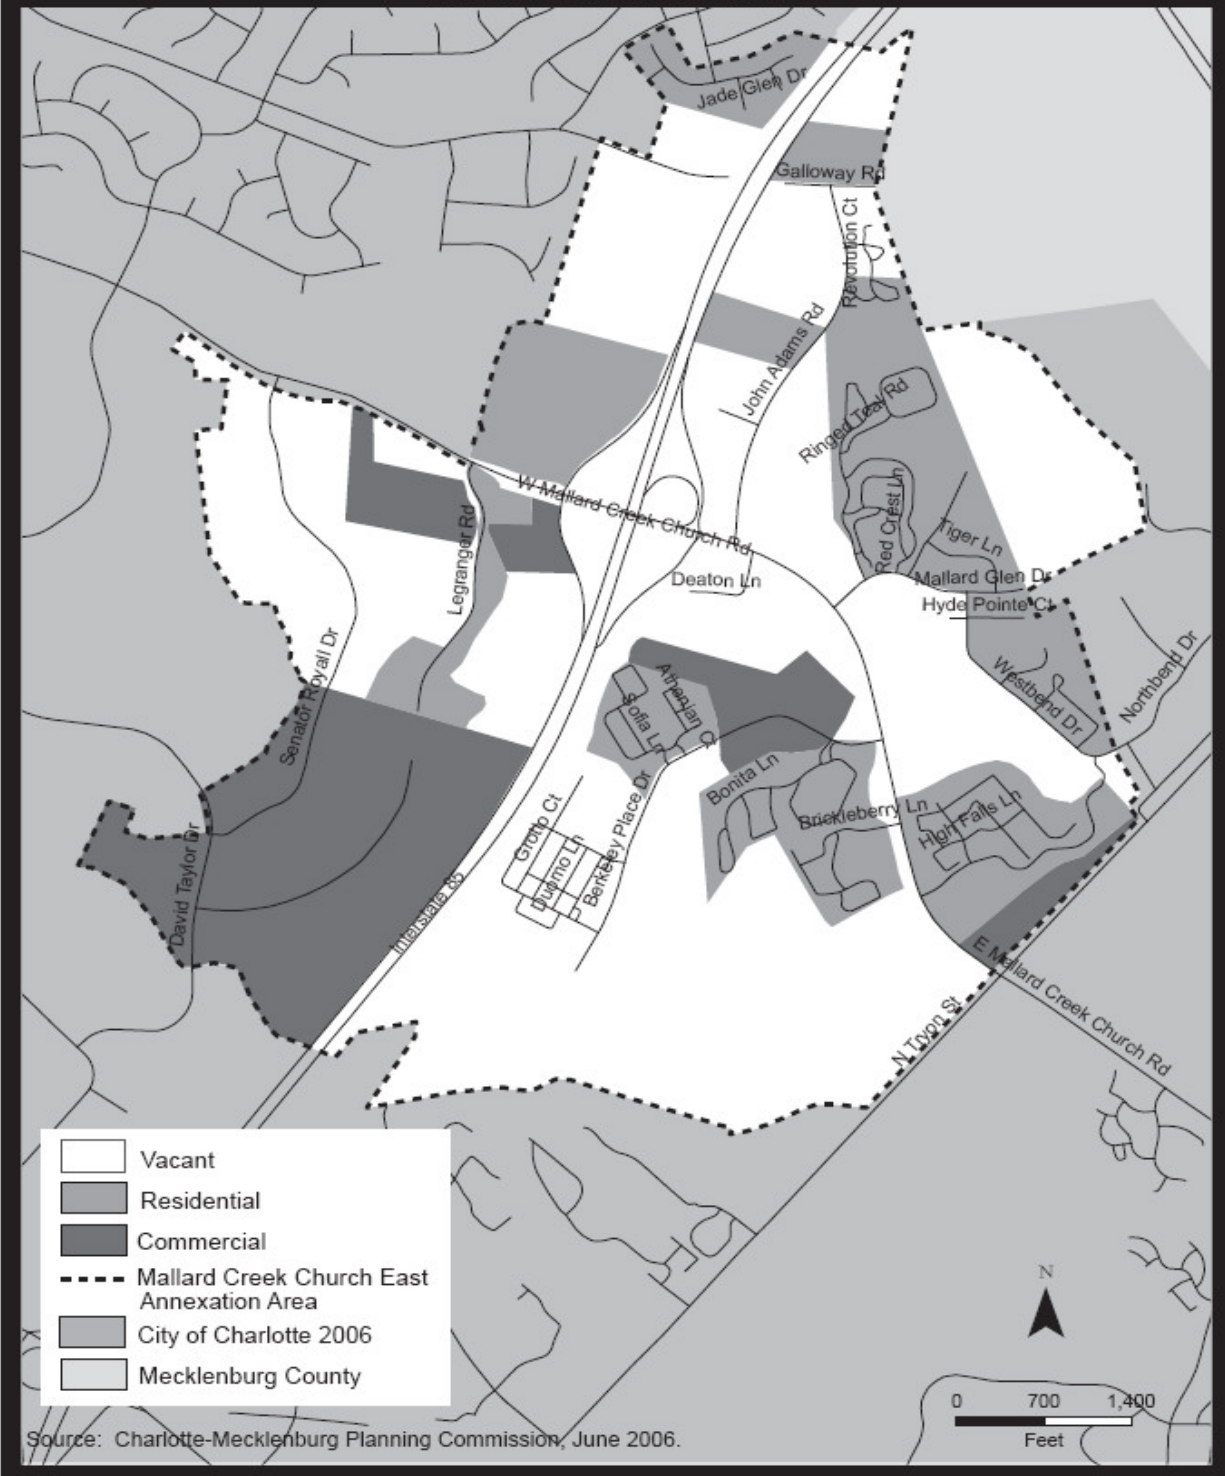 Jade Glen Dr
Galloway Rd
Revolution Ct
John Adams Rd
Ringed Teal Rd
W Mallard Creek Church Rd
Red Crest Ln
Legranger Rd
Tiger Ln
Deaton Ln
Mallard Glen Dr
Hyde Pointe Ct
Senator Royall Dr
Westbend Dr
Northbend Dr
Athenian Ct
Sofia Ln
Bonita Ln
Brickleberry Ln
High Falls Ln
Grotto Ct
Duomo Ln
Berkeley Place Dr
David Taylor Dr
Interstate 85
E Mallard Creek Church Rd
N Tryon St
Vacant
Residential
Commercial
Mallard Creek Church East
Annexation Area
City of Charlotte 2006
Mecklenburg County
N
0 700 1,400
Feet
Source: Charlotte-Mecklenburg Planning Commission, June 2006.